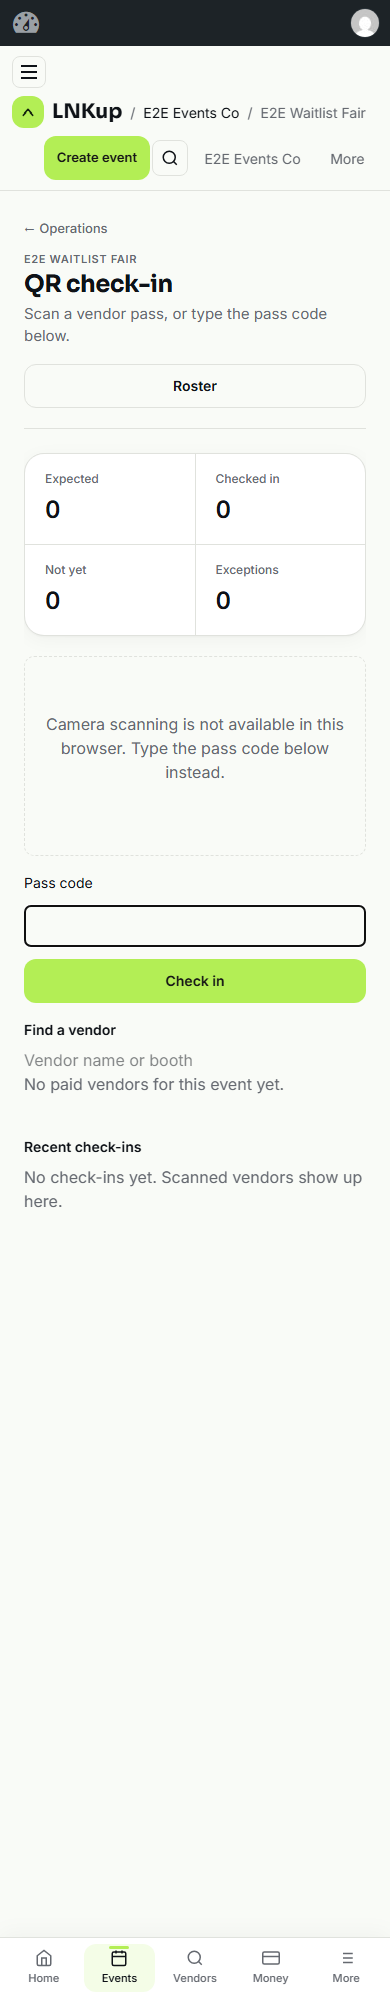 LNKup / E2E Events Co / E2E Waitlist Fair
Create event E2E Events Co More
← Operations
E2E WAITLIST FAIR
QR check-in
Scan a vendor pass, or type the pass code
below.
Roster
Expected
0
Checked in
0
Not yet
0
Exceptions
0
Camera scanning is not available in this
browser. Type the pass code below
instead.
Pass code
Check in
Find a vendor
Vendor name or booth
No paid vendors for this event yet.
Recent check-ins
No check-ins yet. Scanned vendors show up
here.
Home Events Vendors Money More